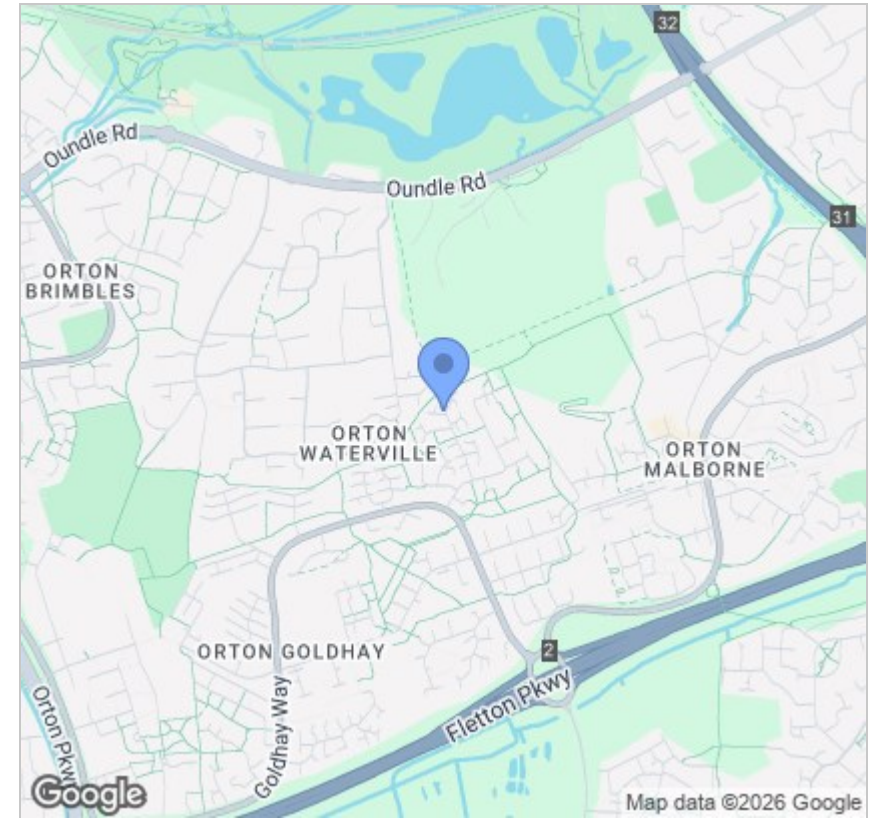 32
Oundle Rd
Oundle Rd
31
ORTON
BRIMBLES
ORTON
WATERVILLE
ORTON
MALBORNE
ORTON GOLDHAY
2
Fletton Pkwy
Goldhay Way
Orton Pkwy
Google
Map data ©2026 Google